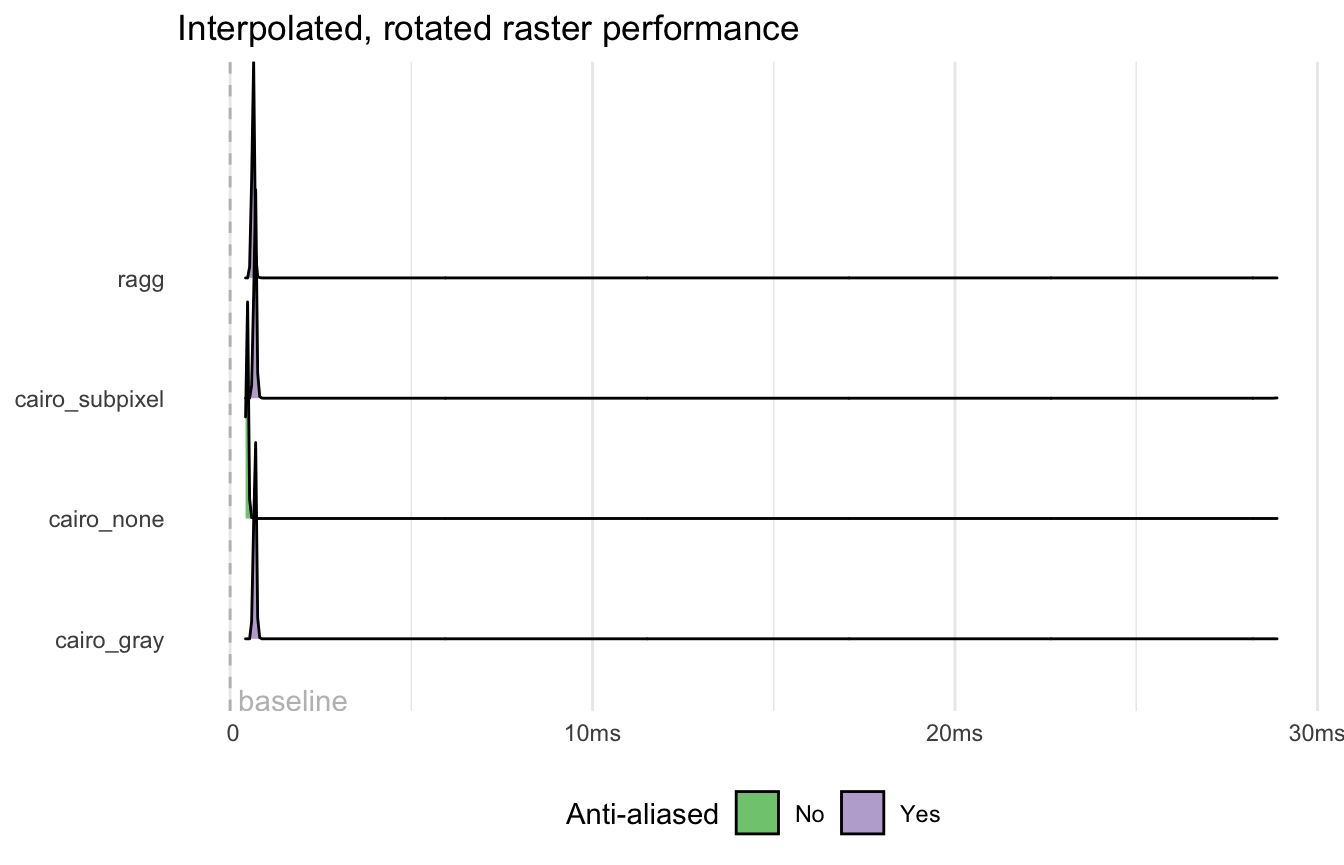 Interpolated, rotated raster performance
ragg
cairo_subpixel
cairo_none
cairo_gray
baseline
0 10ms 20ms 30ms
Anti-aliased No Yes